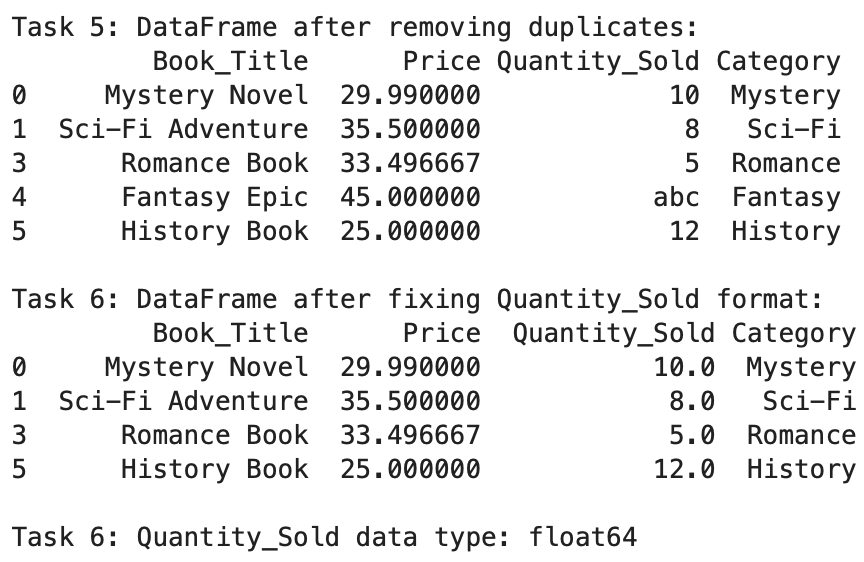 Task 5: DataFrame after removing duplicates:
         Book_Title      Price Quantity_Sold Category
0     Mystery Novel  29.990000            10  Mystery
1  Sci-Fi Adventure  35.500000             8   Sci-Fi
3      Romance Book  33.496667             5  Romance
4      Fantasy Epic  45.000000           abc  Fantasy
5      History Book  25.000000            12  History
Task 6: DataFrame after fixing Quantity_Sold format:
         Book_Title      Price  Quantity_Sold Category
0     Mystery Novel  29.990000           10.0  Mystery
1  Sci-Fi Adventure  35.500000            8.0   Sci-Fi
3      Romance Book  33.496667            5.0  Romance
5      History Book  25.000000           12.0  History
Task 6: Quantity_Sold data type: float64